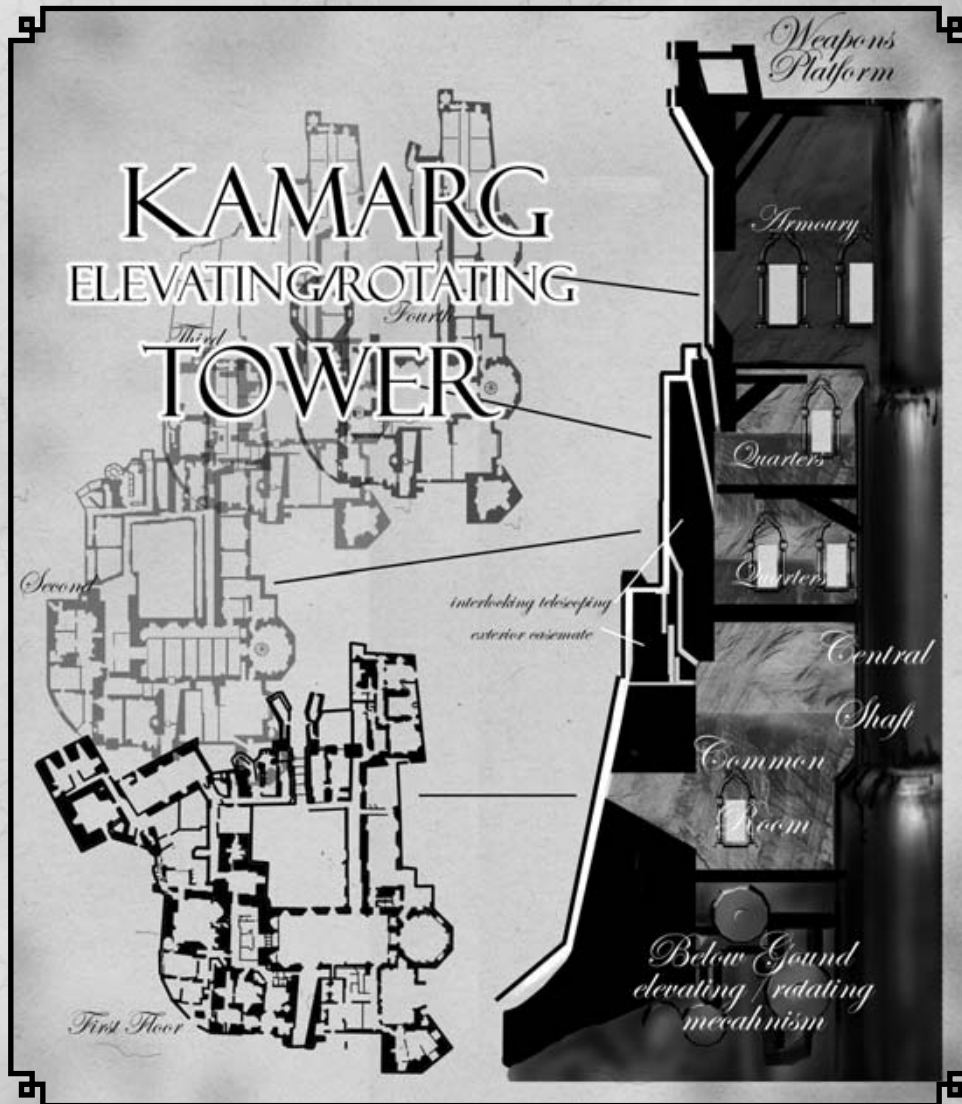 Weapons
Platform
KAMARG
ELEVATING/ROTATING
TOWER
Armoury
Fourth
Third
Quarters
Quarters
Second
interlocking telescoping
exterior casemate
Central
Shaft
Common
Room
Below Gound
elevating / rotating
mecahnism
First Floor